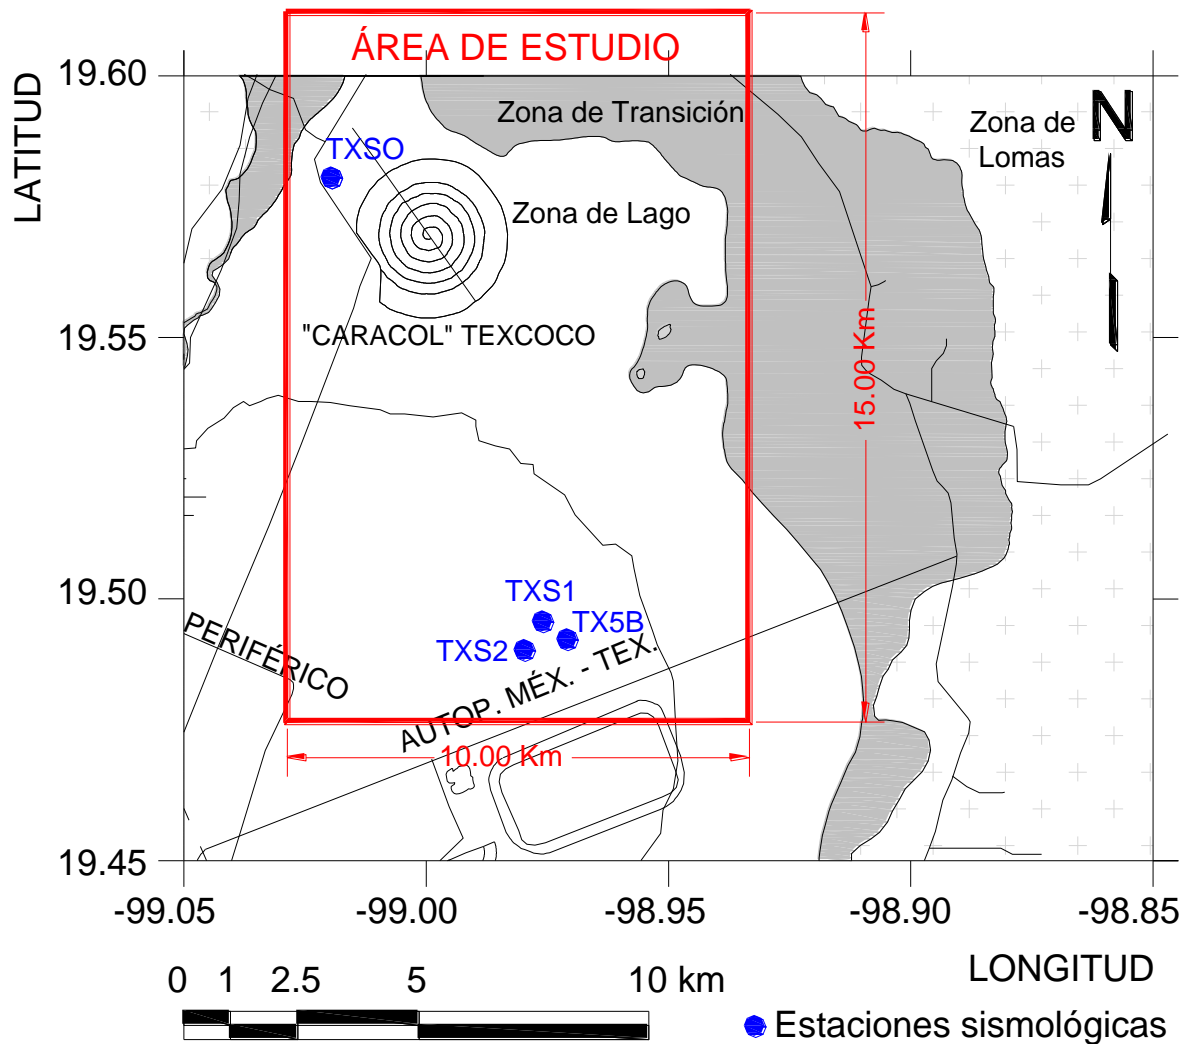 ÁREA DE ESTUDIO
19.60
LATITUD
Zona de Transición
Zona de
Lomas
N
TXSO
Zona de Lago
"CARACOL" TEXCOCO
19.55
15.00 Km
19.50
TXS1
TX5B
TXS2
PERIFÉRICO
AUTOP. MÉX. - TEX.
10.00 Km
19.45
-99.05
-99.00
-98.95
-98.90
-98.85
LONGITUD
0 1 2.5 5 10 km
Estaciones sismológicas